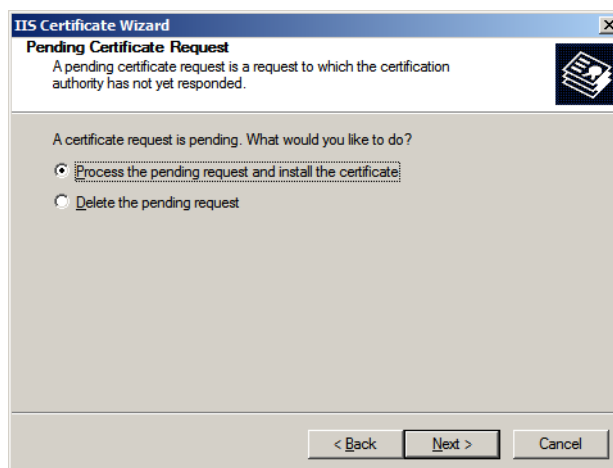 IIS Certificate Wizard
Pending Certificate Request
A pending certificate request is a request to which the certification
authority has not yet responded.
A certificate request is pending. What would you like to do?
Process the pending request and install the certificate
Delete the pending request
< Back Next > Cancel